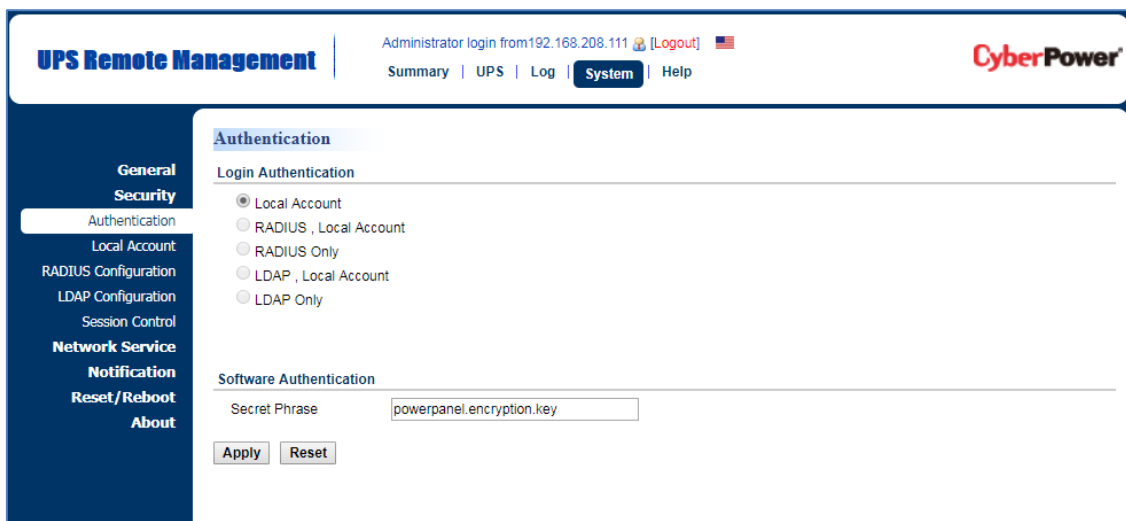 UPS Remote Management
Administrator login from192.168.208.111 [Logout]
Summary | UPS | Log | System | Help
CyberPower
General
Security
Authentication
Local Account
RADIUS Configuration
LDAP Configuration
Session Control
Network Service
Notification
Reset/Reboot
About
Authentication
Login Authentication
Local Account
RADIUS , Local Account
RADIUS Only
LDAP , Local Account
LDAP Only
Software Authentication
Secret Phrase powerpanel.encryption.key
Apply Reset